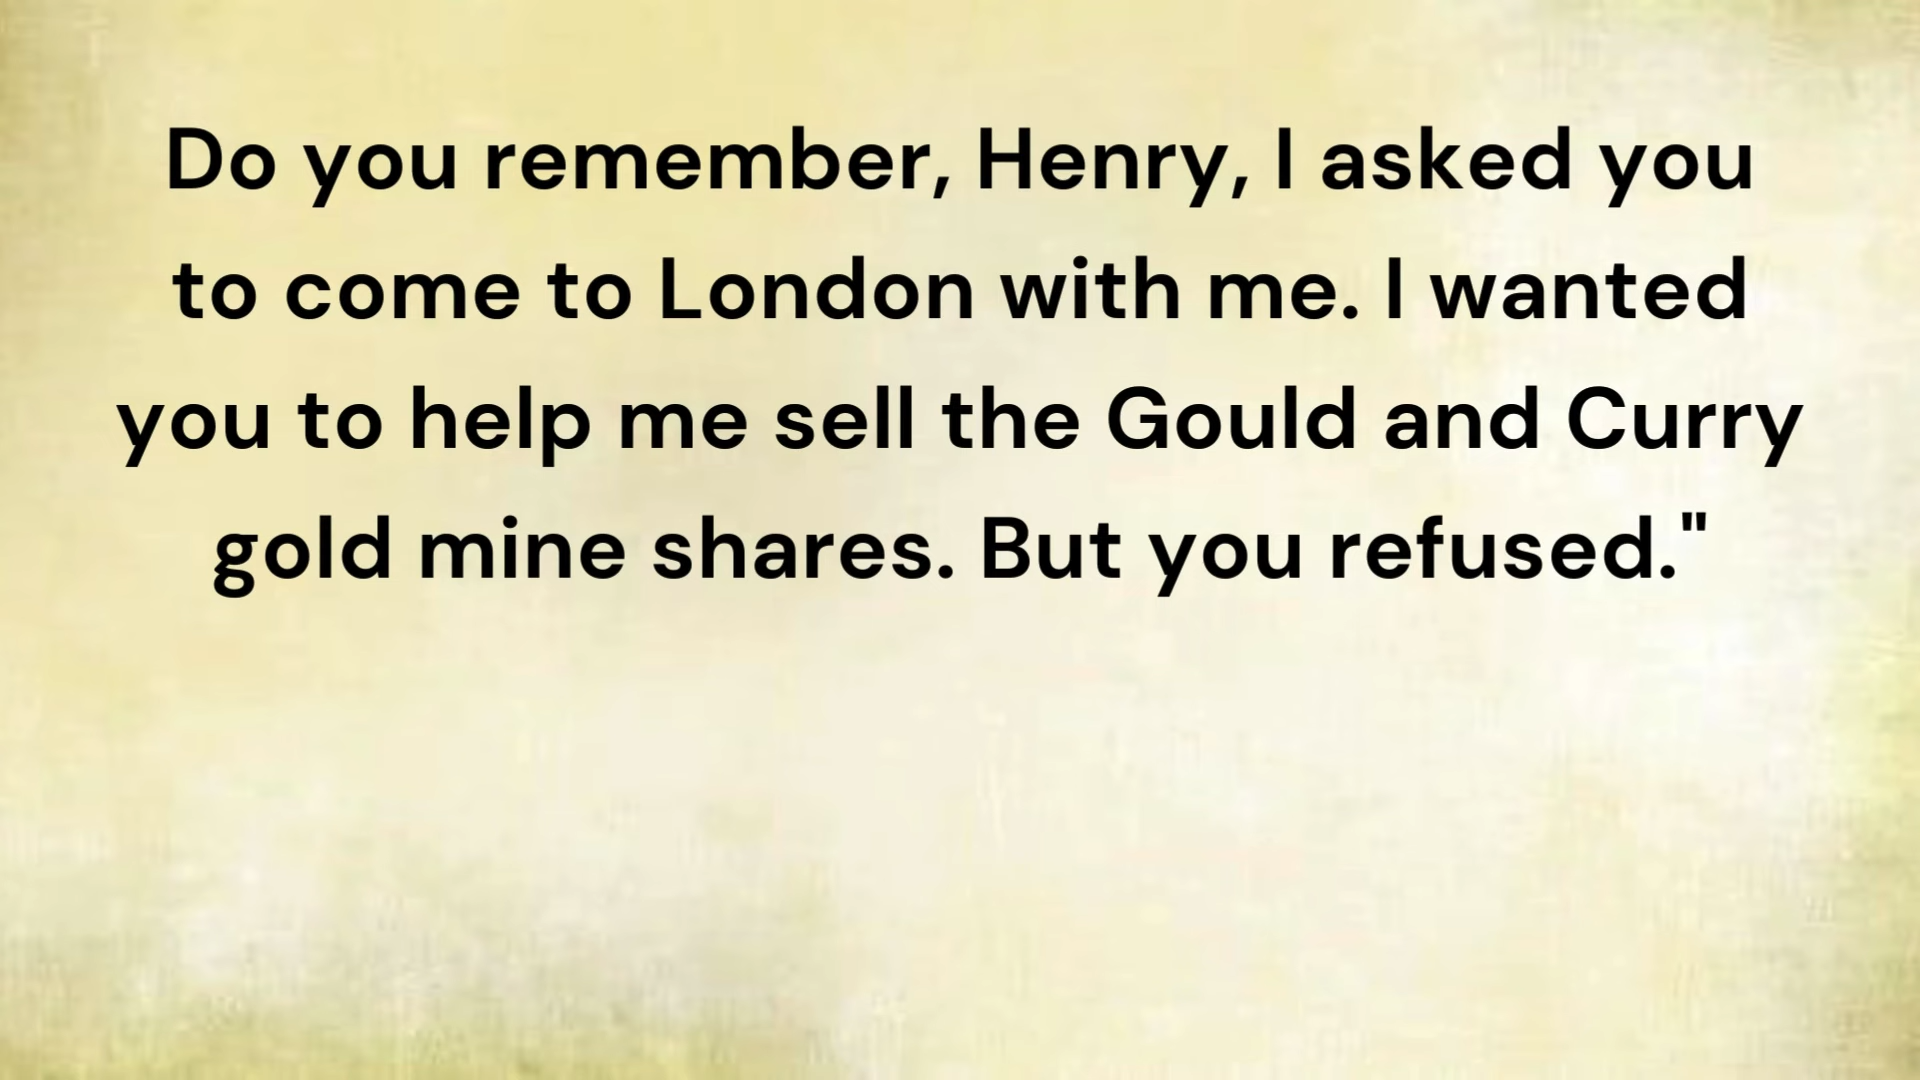 Do you remember, Henry, I asked you
to come to London with me. I wanted
you to help me sell the Gould and Curry
gold mine shares. But you refused."